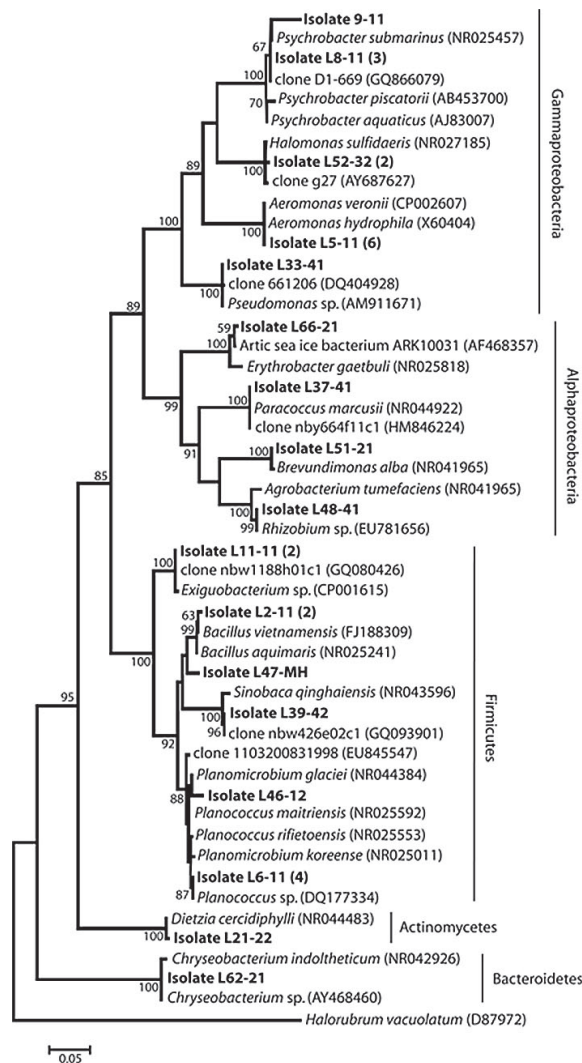 Isolate 9-11
67
Psychrobacter submarinus (NR025457)
Isolate L8-11 (3)
100
clone D1-669 (GQ866079)
70
Psychrobacter piscatorii (AB453700)
Psychrobacter aquaticus (AJ83007)
Gammaproteobacteria
Halomonas sulfidaeris (NR027185)
89
Isolate L52-32 (2)
100
clone g27 (AY687627)
Aeromonas veronii (CP002607)
100
Aeromonas hydrophila (X60404)
100
Isolate L5-11 (6)
Isolate L33-41
clone 661206 (DQ404928)
100
Pseudomonas sp. (AM911671)
89
59
Isolate L66-21
100
Artic sea ice bacterium ARK10031 (AF468357)
Erythrobacter gaetbuli (NR025818)
Alphaproteobacteria
Isolate L37-41
99
100
Paracoccus marcusii (NR044922)
clone nby664f11c1 (HM846224)
91
100
Isolate L51-21
Brevundimonas alba (NR041965)
85
Agrobacterium tumefaciens (NR041965)
100
Isolate L48-41
99
Rhizobium sp. (EU781656)
Isolate L11-11 (2)
100
clone nbw1188h01c1 (GQ080426)
Exiguobacterium sp. (CP001615)
63
Isolate L2-11 (2)
99
Bacillus vietnamensis (FJ188309)
100
Bacillus aquimaris (NR025241)
Isolate L47-MH
Firmicutes
95
Sinobaca qinghaiensis (NR043596)
100
Isolate L39-42
96
clone nbw426e02c1 (GQ093901)
92
clone 1103200831998 (EU845547)
Planomicrobium glaciei (NR044384)
88
Isolate L46-12
Planococcus maitriensis (NR025592)
Planococcus rifietoensis (NR025553)
Planomicrobium koreense (NR025011)
Isolate L6-11 (4)
87
Planococcus sp. (DQ177334)
Dietzia cercidiphylli (NR044483)
Actinomycetes
100
Isolate L21-22
Chryseobacterium indoltheticum (NR042926)
Isolate L62-21
Bacteroidetes
100
Chryseobacterium sp. (AY468460)
Halorubrum vacuolatum (D87972)
0.05